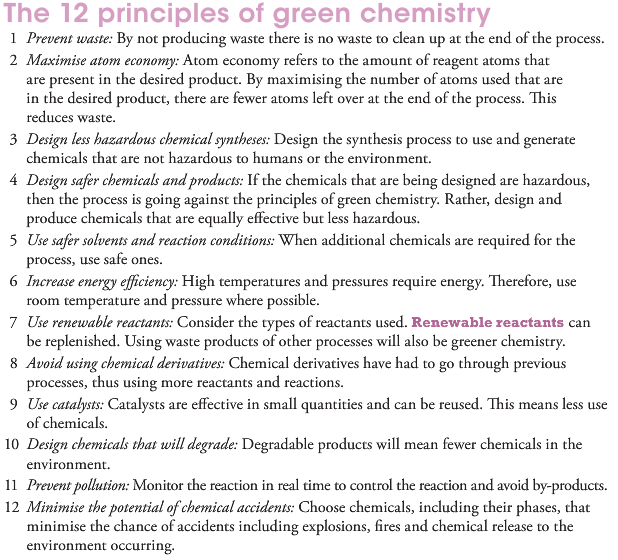 The 12 principles of green chemistry
1 Prevent waste: By not producing waste there is no waste to clean up at the end of the process.
2 Maximise atom economy: Atom economy refers to the amount of reagent atoms that
are present in the desired product. By maximising the number of atoms used that are
in the desired product, there are fewer atoms left over at the end of the process. This
reduces waste.
3 Design less hazardous chemical syntheses: Design the synthesis process to use and generate
chemicals that are not hazardous to humans or the environment.
4 Design safer chemicals and products: If the chemicals that are being designed are hazardous,
then the process is going against the principles of green chemistry. Rather, design and
produce chemicals that are equally effective but less hazardous.
5 Use safer solvents and reaction conditions: When additional chemicals are required for the
process, use safe ones.
6 Increase energy efficiency: High temperatures and pressures require energy. Therefore, use
room temperature and pressure where possible.
7 Use renewable reactants: Consider the types of reactants used. Renewable reactants can
be replenished. Using waste products of other processes will also be greener chemistry.
8 Avoid using chemical derivatives: Chemical derivatives have had to go through previous
processes, thus using more reactants and reactions.
9 Use catalysts: Catalysts are effective in small quantities and can be reused. This means less use
of chemicals.
10 Design chemicals that will degrade: Degradable products will mean fewer chemicals in the
environment.
11 Prevent pollution: Monitor the reaction in real time to control the reaction and avoid by-products.
12 Minimise the potential of chemical accidents: Choose chemicals, including their phases, that
minimise the chance of accidents including explosions, fires and chemical release to the
environment occurring.